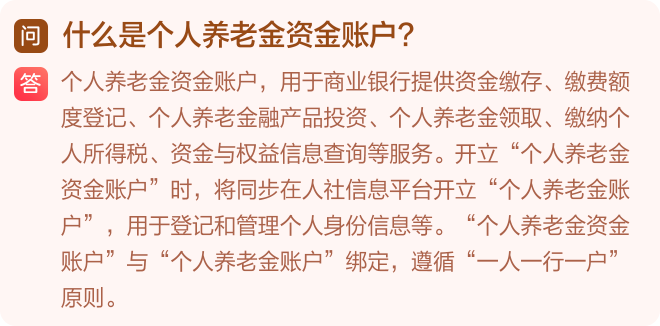 问 什么是个人养老金资金账户？
答 个人养老金资金账户，用于商业银行提供资金缴存、缴费额
度登记、个人养老金融产品投资、个人养老金领取、缴纳个
人所得税、资金与权益信息查询等服务。开立“个人养老金
资金账户”时，将同步在人社信息平台开立“个人养老金账
户”，用于登记和管理个人身份信息等。“个人养老金资金
账户”与“个人养老金账户”绑定，遵循“一人一行一户”
原则。